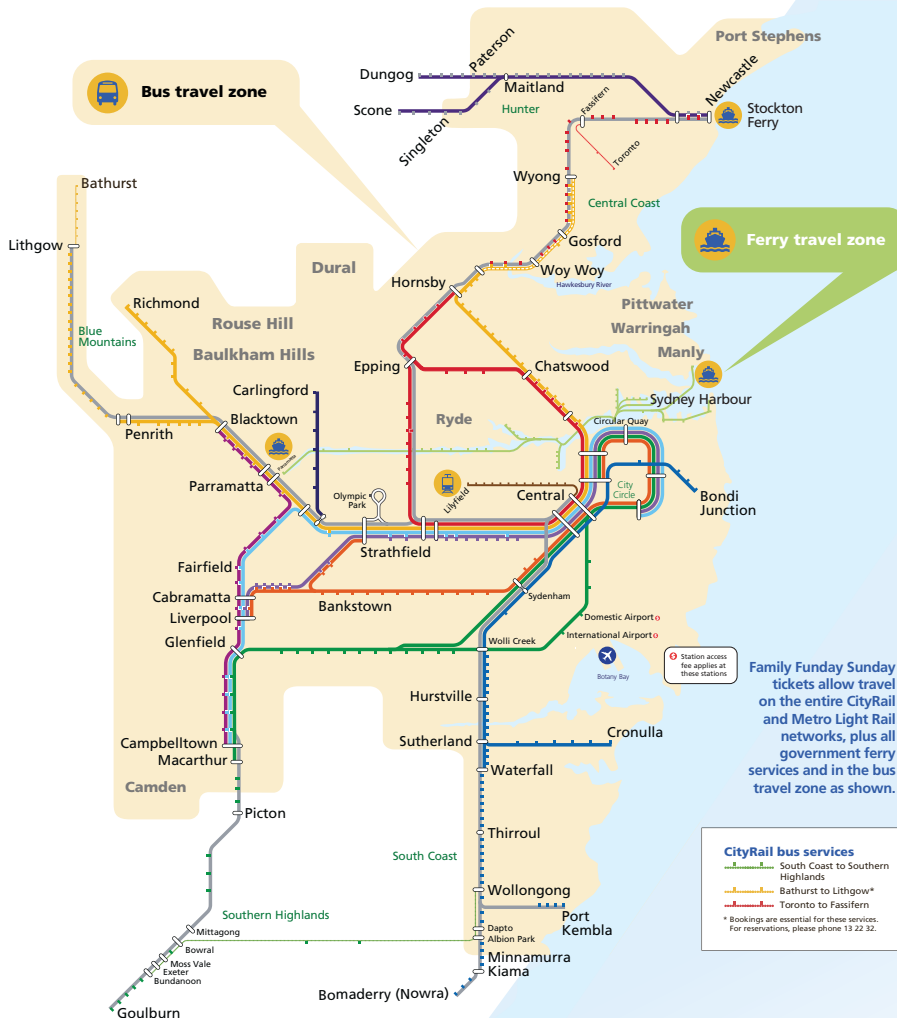 Port Stephens
Paterson
Newcastle
Bus travel zone
Dungog
Maitland
Scone
Hunter
Singleton
Fassifern
Stockton
Ferry
Toronto
Wyong
Bathurst
Central Coast
Lithgow
Gosford
Ferry travel zone
Dural
Woy Woy
Hawkesbury River
Hornsby
Richmond
Pittwater
Rouse Hill
Warringah
Blue
Mountains
Baulkham Hills
Manly
Epping
Chatswood
Carlingford
Sydney Harbour
Blacktown
Ryde
Circular Quay
Penrith
Parramatta
Parramatta
City
Circle
Olympic
Park
Lilyfield
Central
Bondi
Junction
Strathfield
Fairfield
Cabramatta
Bankstown
Sydenham
Liverpool
Domestic Airport $
Glenfield
Wolli Creek
International Airport $
$ Station access
fee applies at
these stations
Botany Bay
Family Funday Sunday
tickets allow travel
on the entire CityRail
and Metro Light Rail
networks, plus all
government ferry
services and in the bus
travel zone as shown.
Hurstville
Campbelltown
Sutherland
Cronulla
Macarthur
Waterfall
Camden
Picton
Thirroul
South Coast
CityRail bus services
South Coast to Southern
Highlands
Bathurst to Lithgow*
Toronto to Fassifern
* Bookings are essential for these services.
For reservations, please phone 13 22 32.
Wollongong
Southern Highlands
Port
Kembla
Mittagong
Dapto
Bowral
Albion Park
Moss Vale
Minnamurra
Exeter
Kiama
Bundanoon
Bomaderry (Nowra)
Goulburn